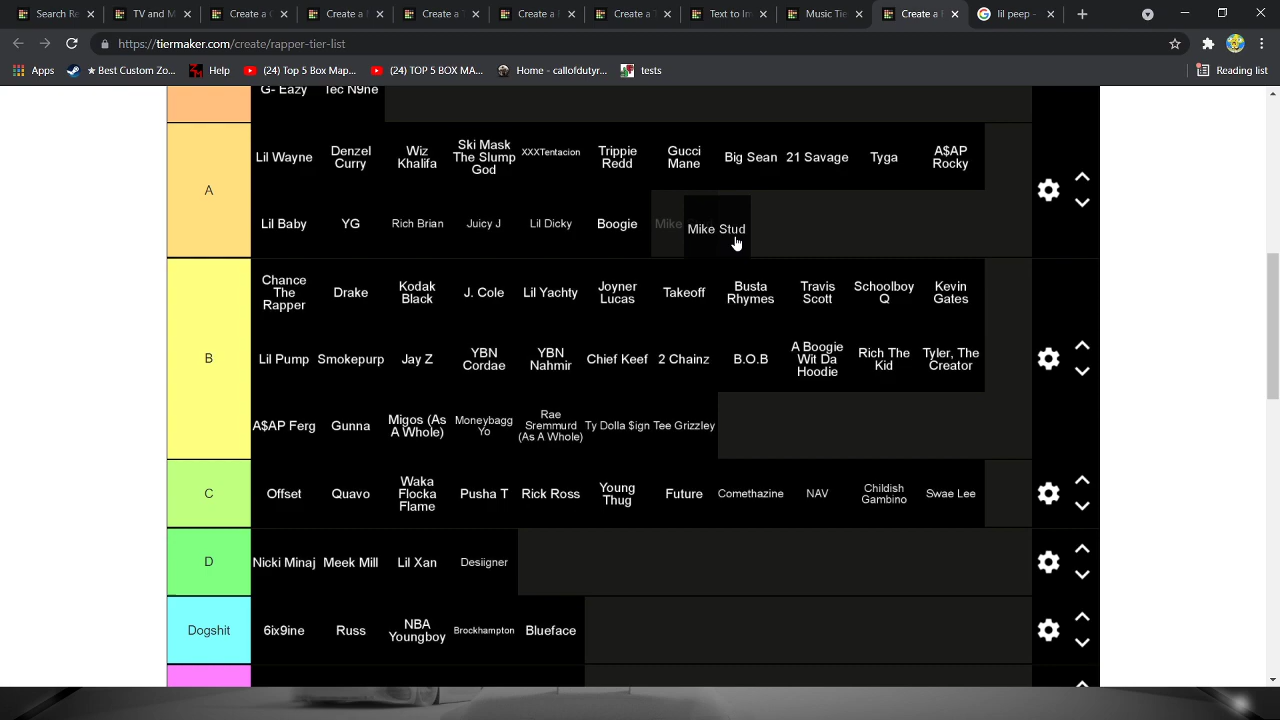 Search Re
TV and M
Create a
Create a
Create a
Create a
Create a
Text to Im
Music Tie
Create a
lil peep -
https://tiermaker.com/create/rapper-tier-list
Apps
★ Best Custom Zo...
Help
(24) Top 5 Box Map...
(24) TOP 5 BOX MA...
Home - callofdutyr...
tests
Reading list
G- Eazy
Tec N9ne
A
Lil Wayne
Denzel
Curry
Wiz
Khalifa
Ski Mask
The Slump
God
XXXTentacion
Trippie
Redd
Gucci
Mane
Big Sean
21 Savage
Tyga
A$AP
Rocky
Lil Baby
YG
Rich Brian
Juicy J
Lil Dicky
Boogie
Mike
Mike Stud
B
Chance
The
Rapper
Drake
Kodak
Black
J. Cole
Lil Yachty
Joyner
Lucas
Takeoff
Busta
Rhymes
Travis
Scott
Schoolboy
Q
Kevin
Gates
Lil Pump
Smokepurp
Jay Z
YBN
Cordae
YBN
Nahmir
Chief Keef
2 Chainz
B.O.B
A Boogie
Wit Da
Hoodie
Rich The
Kid
Tyler, The
Creator
A$AP Ferg
Gunna
Migos (As
A Whole)
Moneybagg
Yo
Rae
Sremmurd
(As A Whole)
Ty Dolla $ign
Tee Grizzley
C
Offset
Quavo
Waka
Flocka
Flame
Pusha T
Rick Ross
Young
Thug
Future
Comethazine
NAV
Childish
Gambino
Swae Lee
D
Nicki Minaj
Meek Mill
Lil Xan
Desiigner
Dogshit
6ix9ine
Russ
NBA
Youngboy
Brockhampton
Blueface